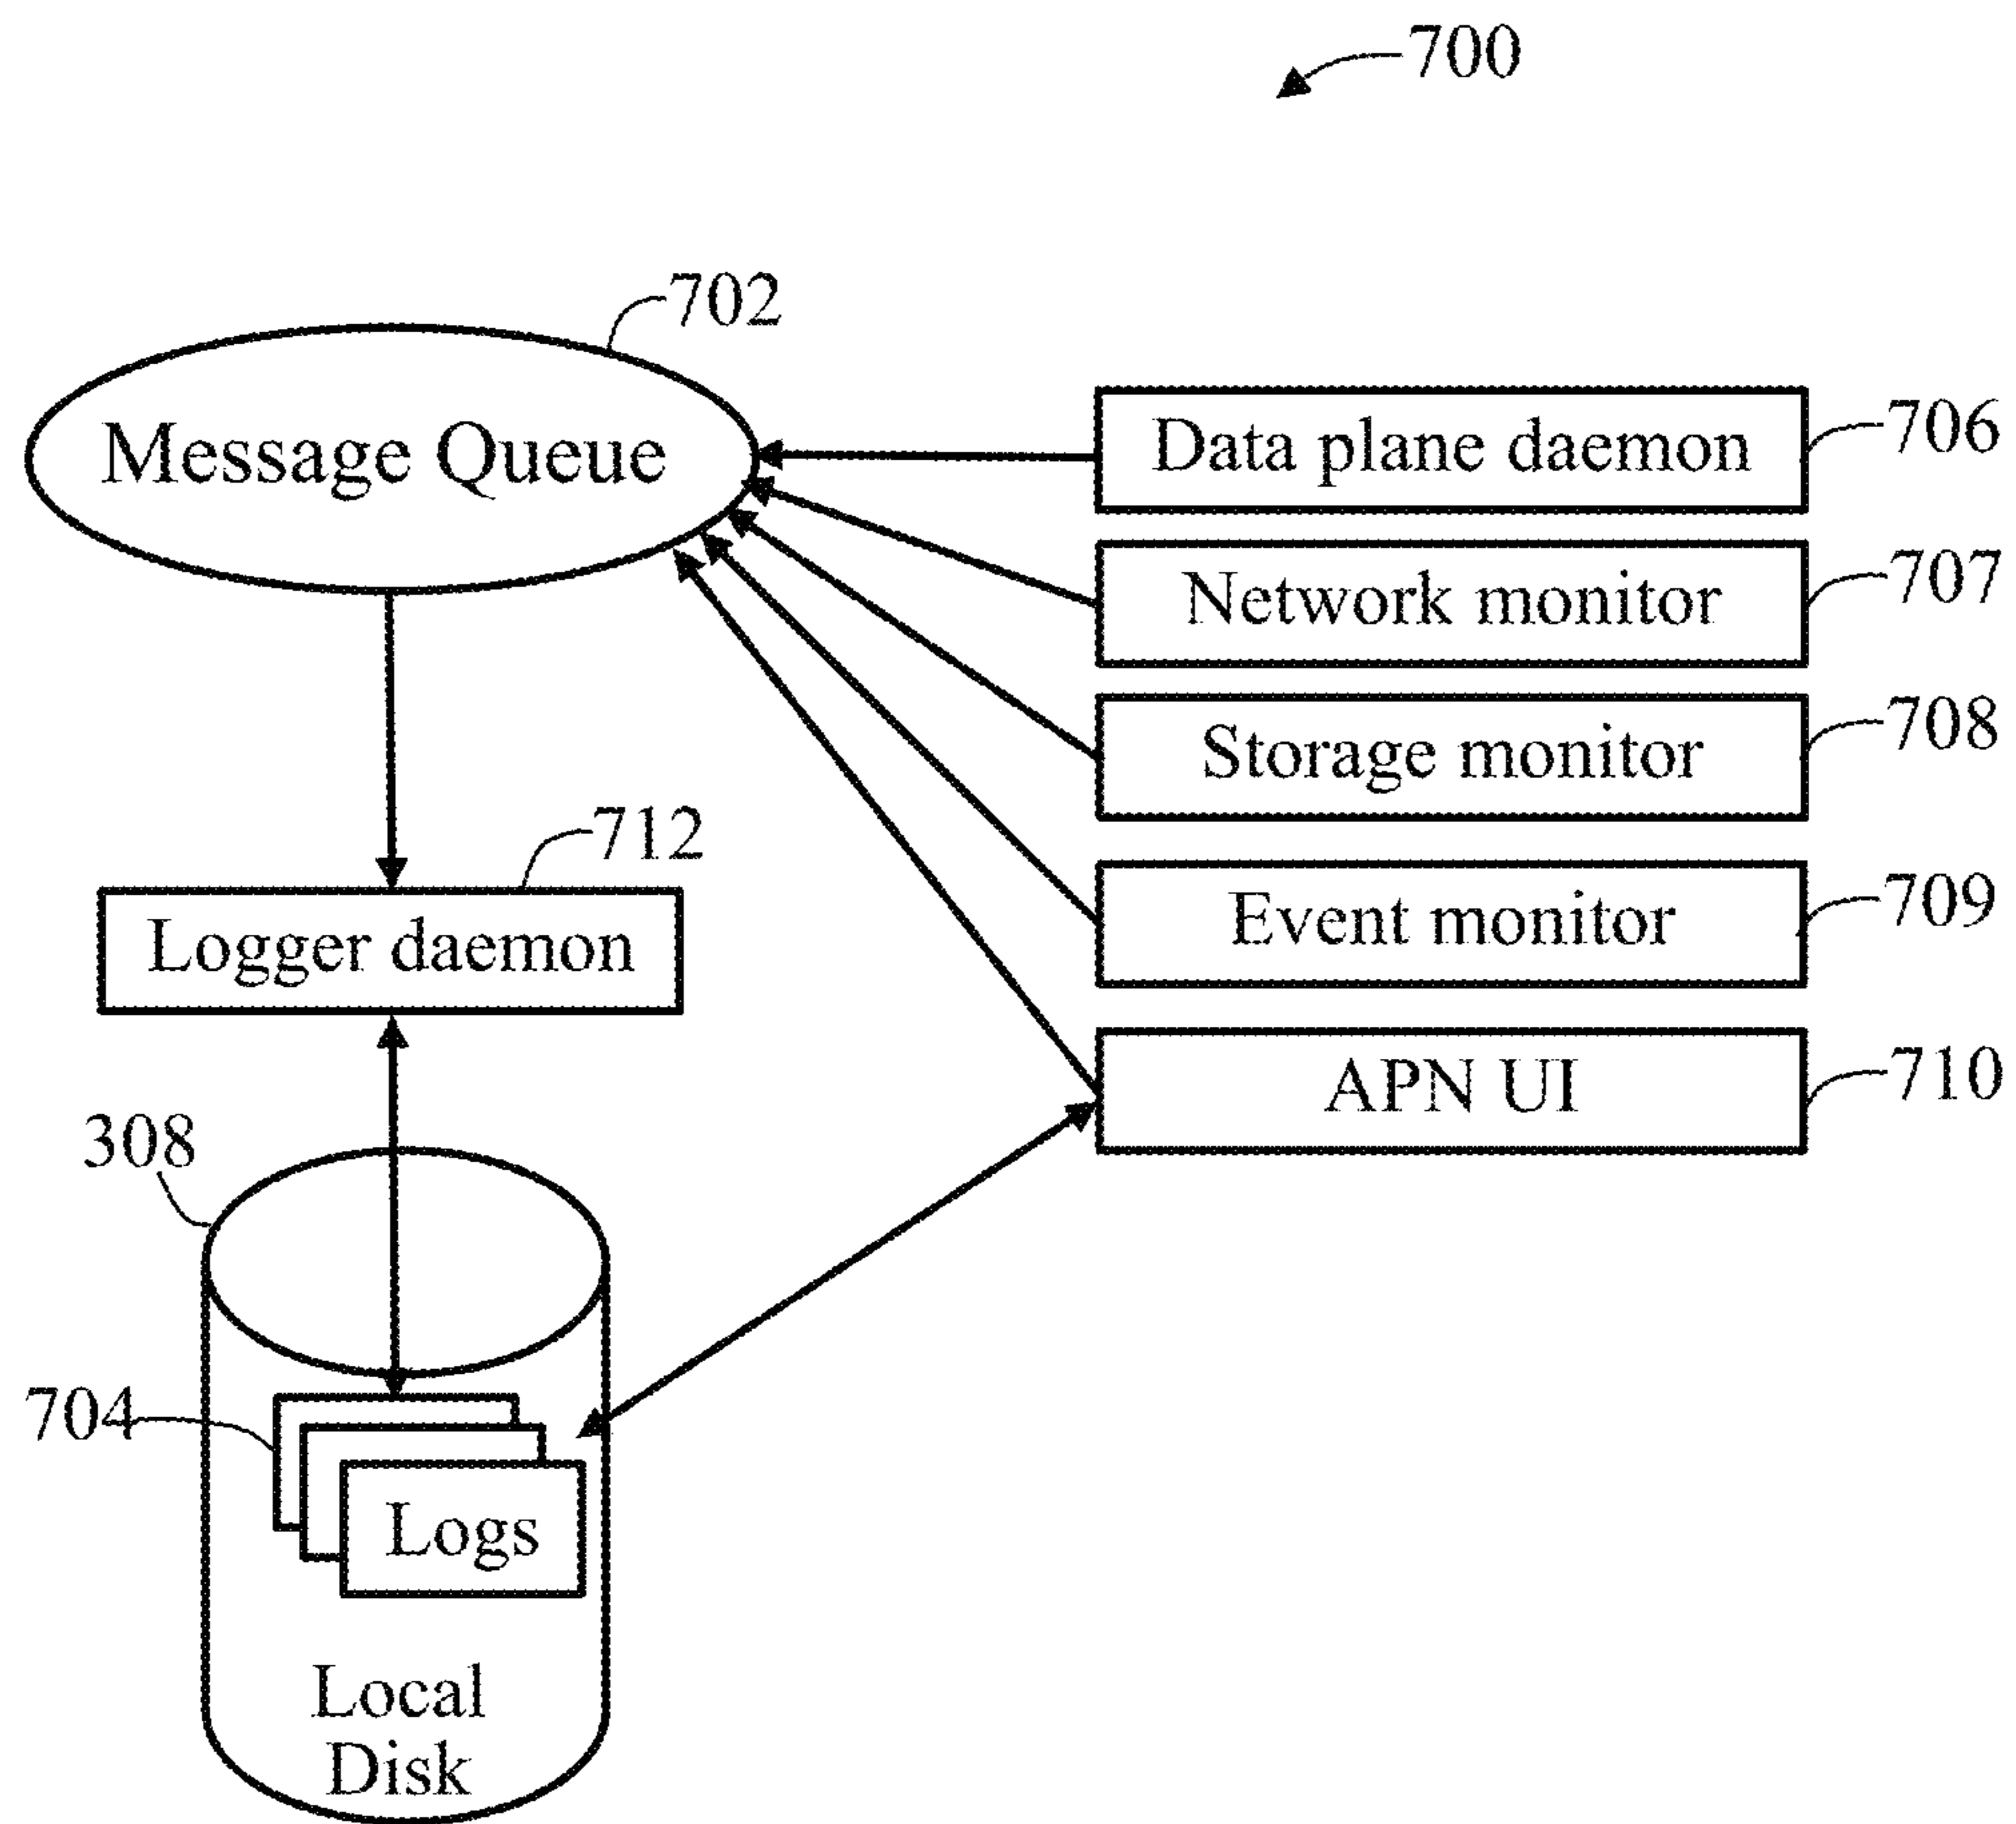 700
702
Message Queue
Data plane daemon
706
Network monitor
707
Storage monitor
708
712
Logger daemon
Event monitor
709
APN UI
710
308
704
Logs
Local
Disk